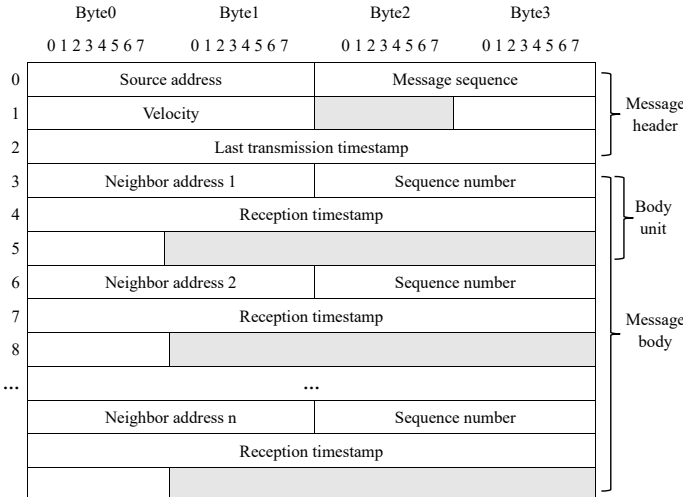 Byte0 Byte1 Byte2 Byte3
0 1 2 3 4 5 6 7 0 1 2 3 4 5 6 7 0 1 2 3 4 5 6 7 0 1 2 3 4 5 6 7
0 Source address Message sequence
1 Velocity
Message
header
2 Last transmission timestamp
3 Neighbor address 1 Sequence number
4 Reception timestamp
Body
unit
5
6 Neighbor address 2 Sequence number
7 Reception timestamp
Message
body
8
... ...
Neighbor address n Sequence number
Reception timestamp